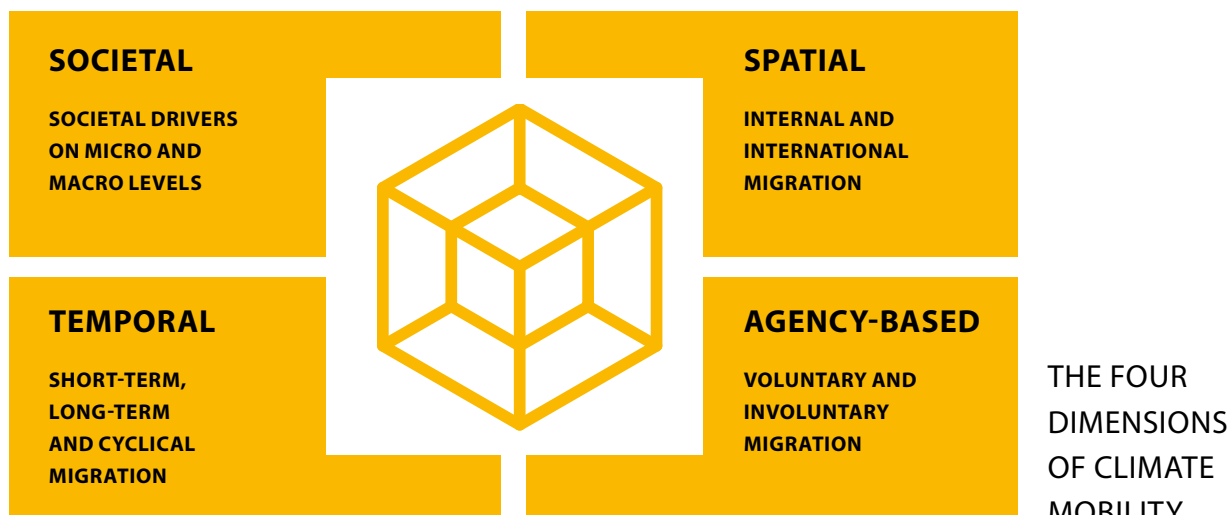 SOCIETAL
SOCIETAL DRIVERS
ON MICRO AND
MACRO LEVELS
SPATIAL
INTERNAL AND
INTERNATIONAL
MIGRATION
TEMPORAL
SHORT-TERM,
LONG-TERM
AND CYCLICAL
MIGRATION
AGENCY-BASED
VOLUNTARY AND
INVOLUNTARY
MIGRATION
THE FOUR
DIMENSIONS
OF CLIMATE
MOBILITY